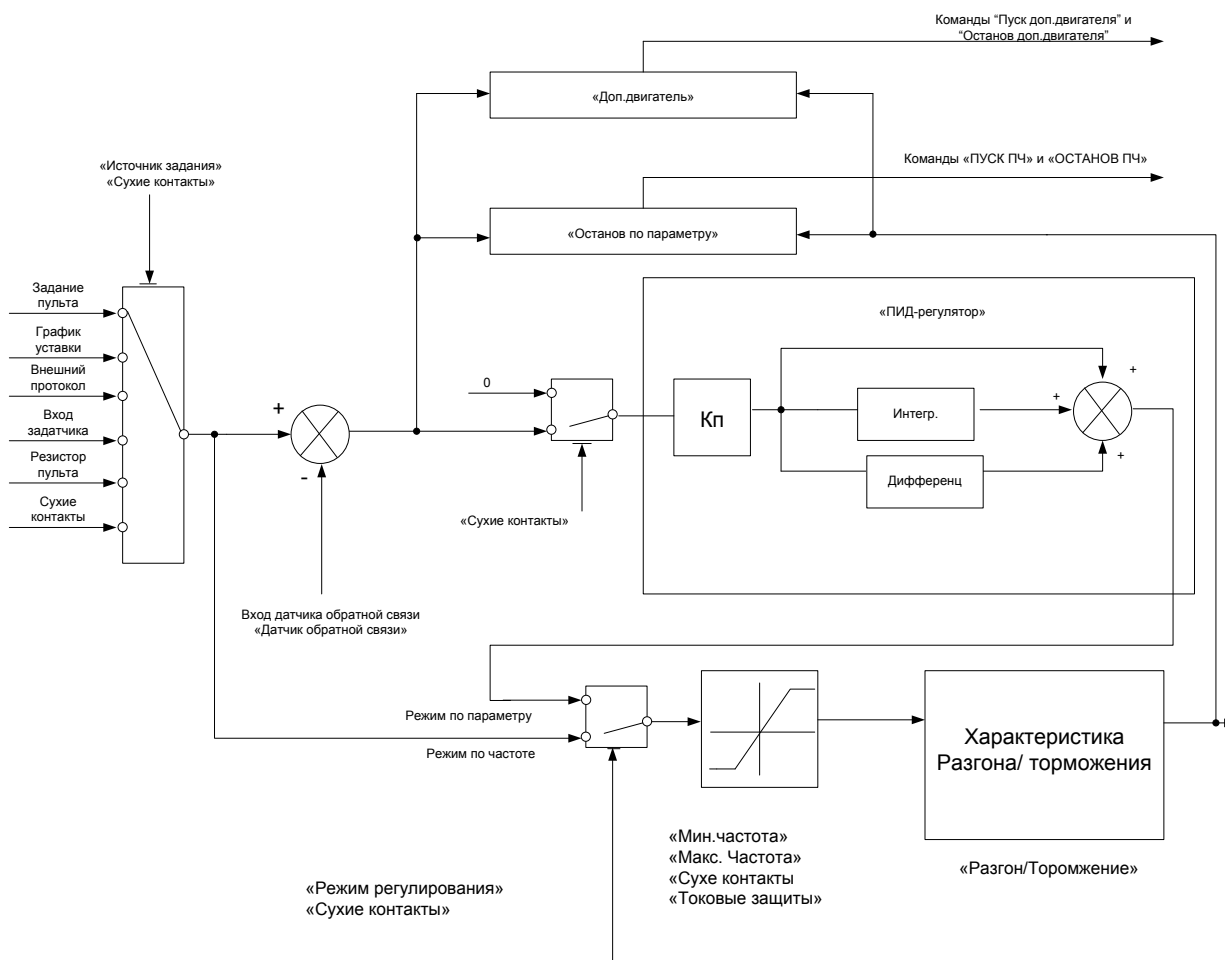 Команды “Пуск доп.двигателя” и
“Останов доп.двигателя”
«Доп.двигатель»
Команды «ПУСК ПЧ» и «ОСТАНОВ ПЧ»
«Останов по параметру»
«Источник задания»
«Сухие контакты»
Задание
пульта
График
уставки
Внешний
протокол
Вход
задатчика
Резистор
пульта
Сухие
контакты
+
-
Вход датчика обратной связи
«Датчик обратной связи»
0
«Сухие контакты»
«ПИД-регулятор»
Кп
Интегр.
Дифференц
+
+
+
Режим по параметру
Режим по частоте
Характеристика
Разгона/ торможения
«Разгон/Торомжение»
«Мин.частота»
«Макс. Частота»
«Сухе контакты
«Токовые защиты»
«Режим регулирования»
«Сухие контакты»